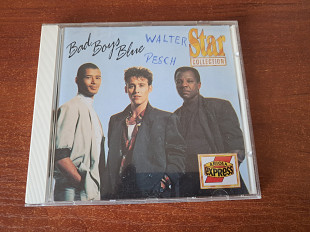 Bad Boys Blue
WALTER
PESCH
Star
COLLECTION
EXPRESS